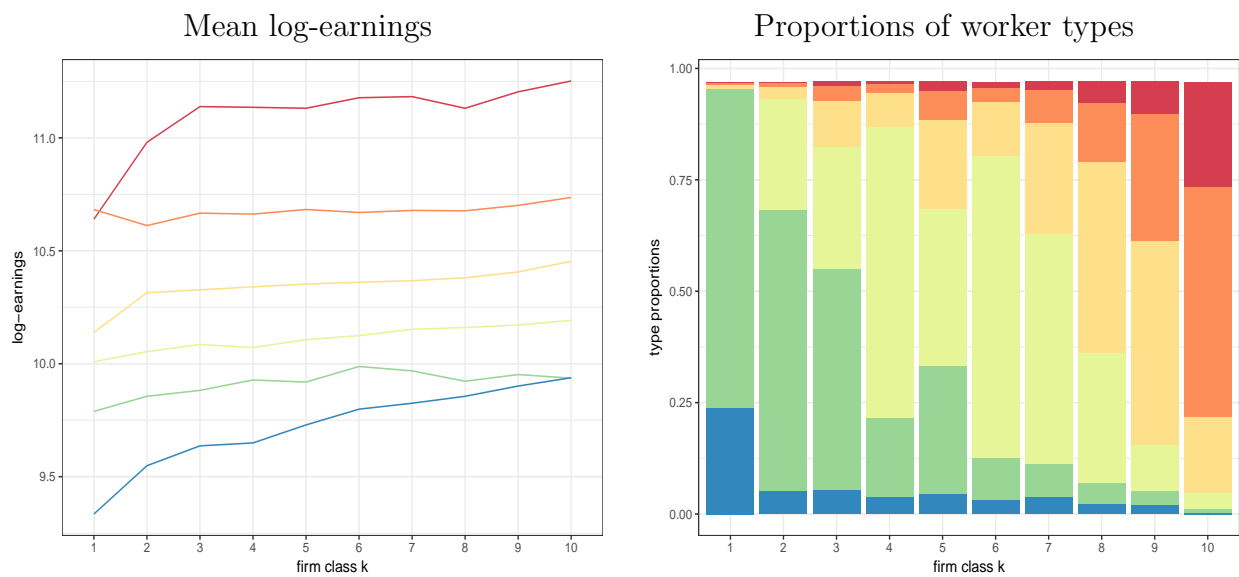 Mean log-earnings
11.0
10.5
10.0
9.5
log−earnings
1 2 3 4 5 6 7 8 9 10
firm class k
Proportions of worker types
1.00
0.75
0.50
0.25
0.00
type proportions
1 2 3 4 5 6 7 8 9 10
firm class k